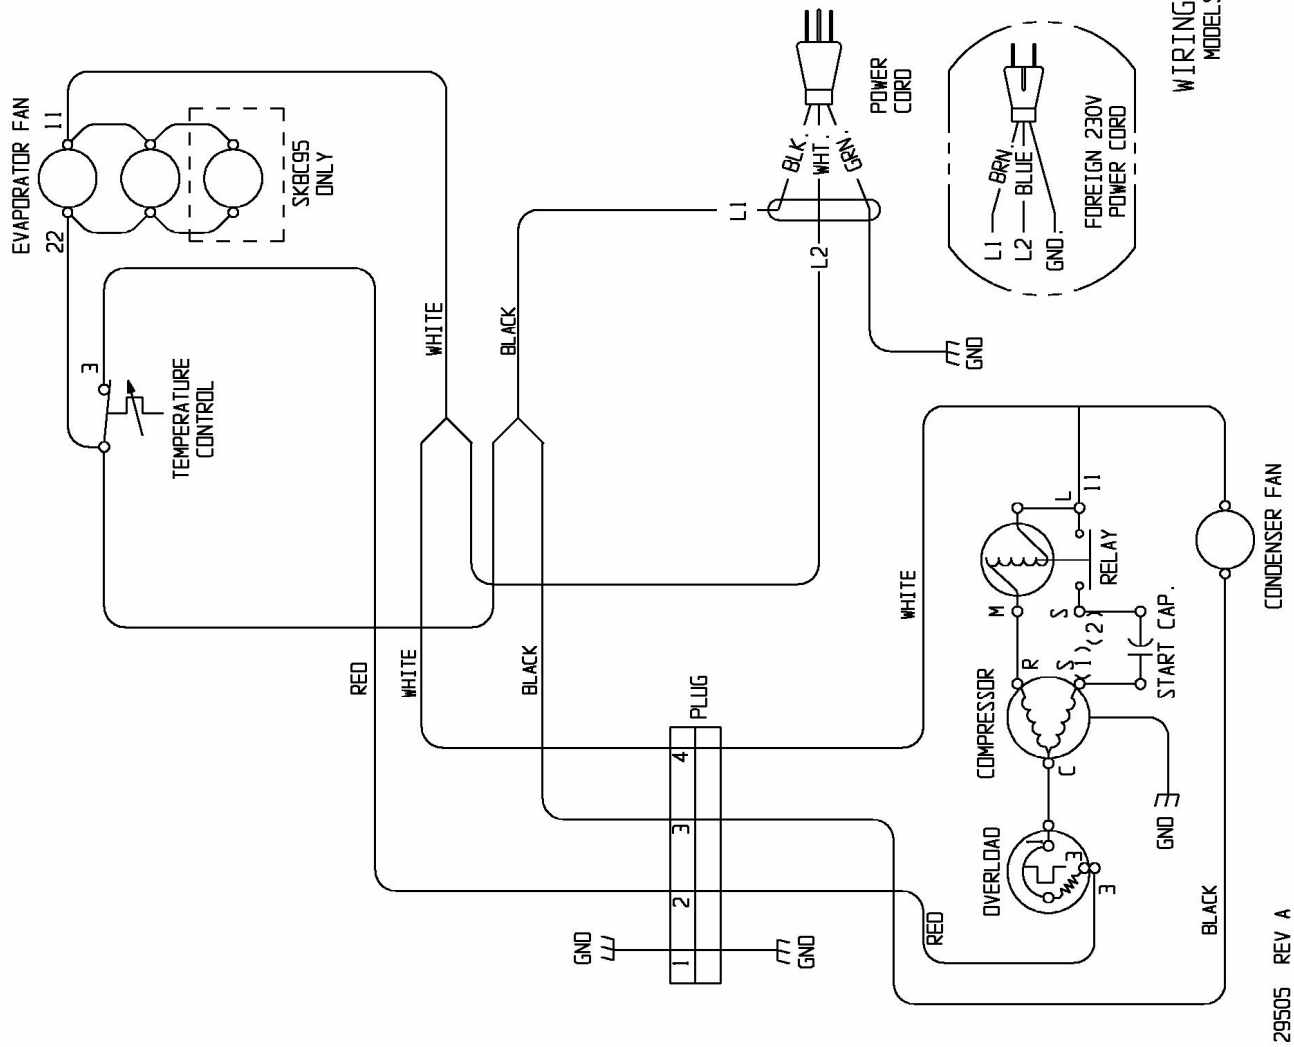 EVAPORATOR FAN
11
22
SKBC95
ONLY
3
TEMPERATURE
CONTROL
WHITE
BLACK
RED
WHITE
BLACK
L1
L2
BLK.
WHT.
GRN.
POWER
CORD
GND
L1
L2
GND.
BRN.
BLUE
FOREIGN 230V
POWER CORD
WIRING
MODELS
PLUG
4
3
2
1
GND
GND
WHITE
RED
BLACK
COMPRESSOR
C
R
S
(1)
(2)
M
S
L
11
RELAY
START CAP.
GND
OVERLOAD
1
3
3
CONDENSER FAN
29505 REV A